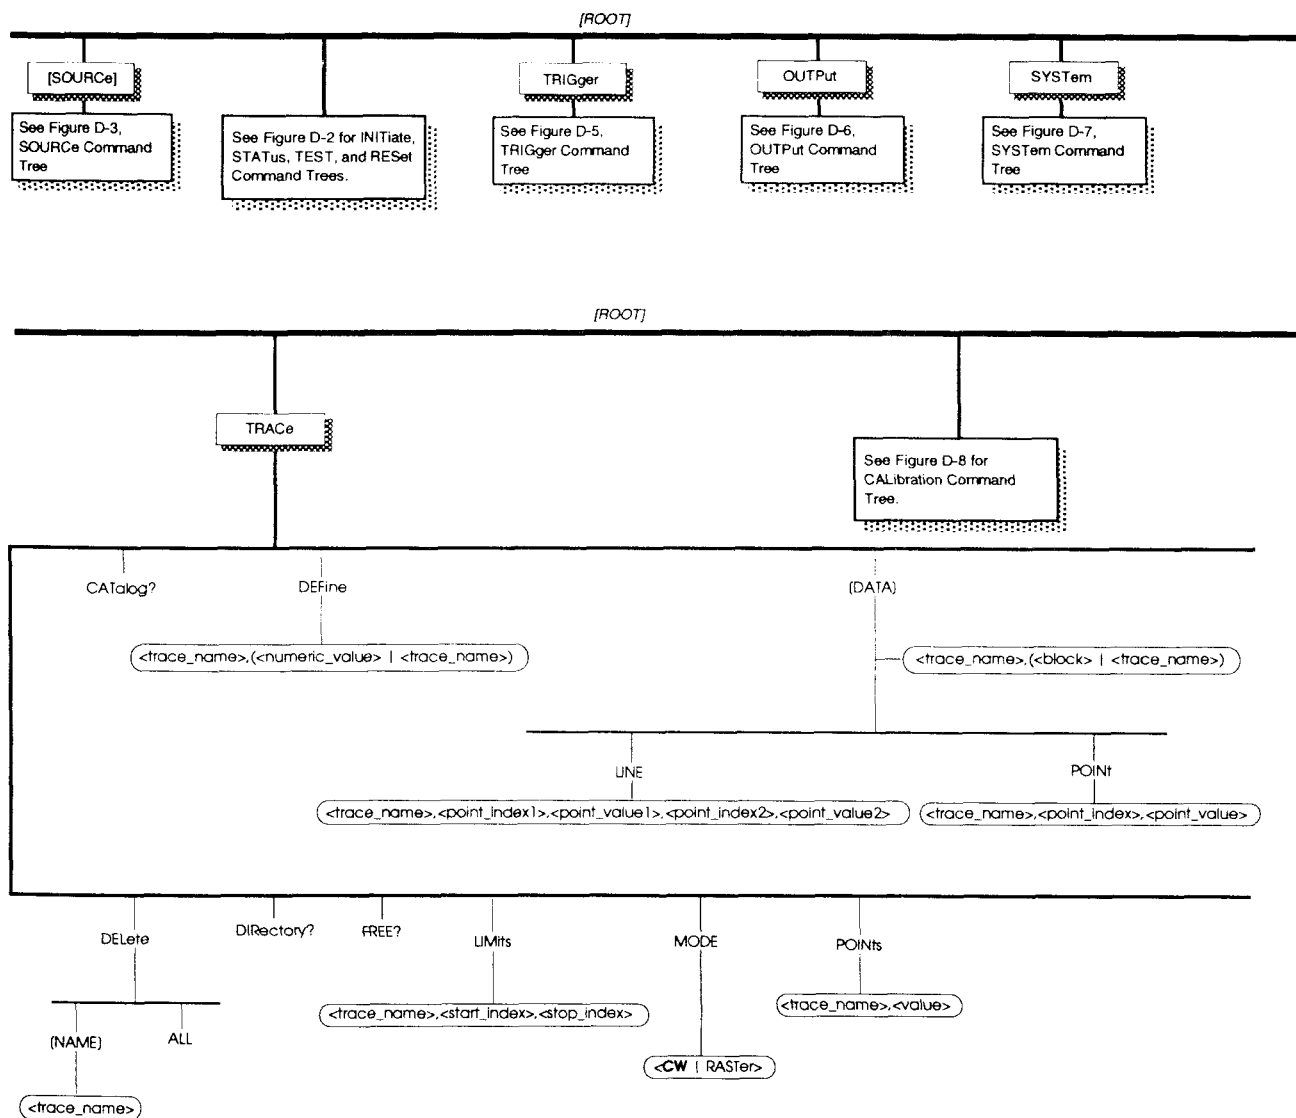 [ROOT]
[SOURCe]
TRIGger
OUTPut
SYSTem
See Figure D-3,
SOURCe Command
Tree
See Figure D-2 for INITiate,
STATus, TEST, and RESet
Command Trees.
See Figure D-5,
TRIGger Command
Tree
See Figure D-6,
OUTPut Command
Tree
See Figure D-7,
SYSTem Command
Tree
[ROOT]
TRACe
See Figure D-8 for
CALibration Command
Tree.
CATalog?
DEFine
(DATA)
<trace_name>,(<numeric_value> | <trace_name>)
<trace_name>,(<block> | <trace_name>)
LINE
POINt
<trace_name>,<point_index1>,<point_value1>,<point_index2>,<point_value2>
<trace_name>,<point_index>,<point_value>
DELete
DIRectory?
FREE?
LIMits
MODE
POINts
<trace_name>,<start_index>,<stop_index>
<trace_name>,<value>
(NAME)
ALL
<CW | RASTer>
<trace_name>